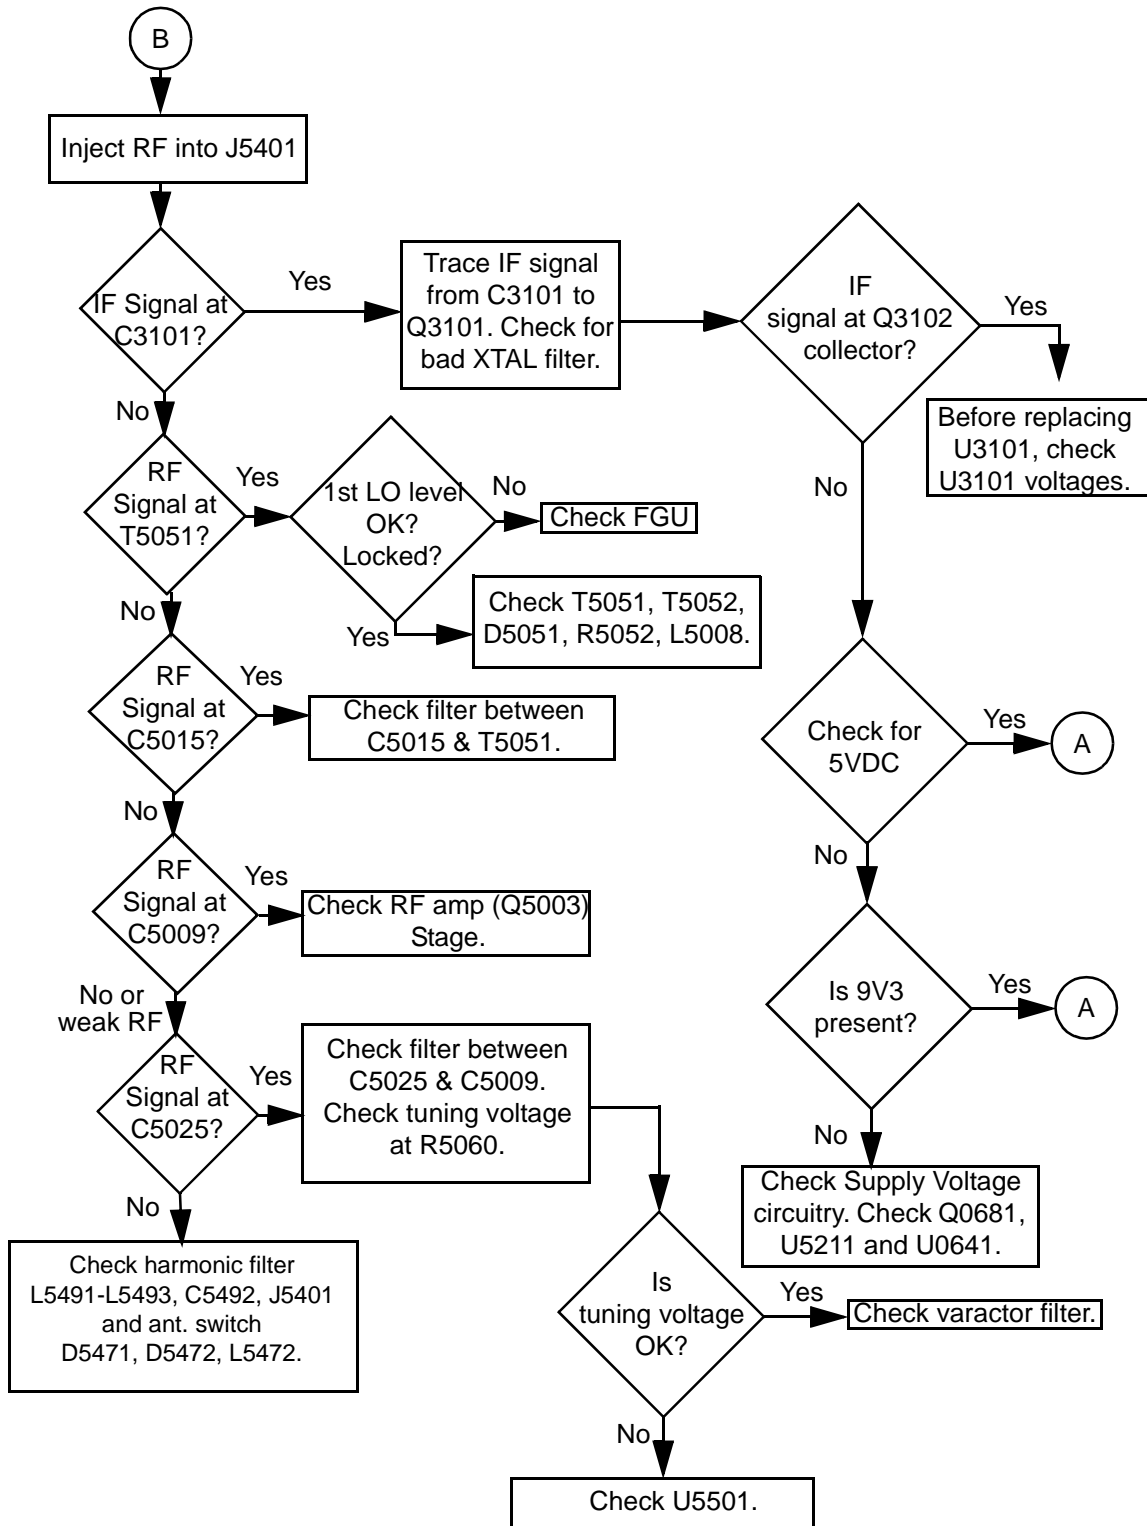 B
Inject RF into J5401
IF Signal at
C3101?
Yes
No
Trace IF signal
from C3101 to
Q3101. Check for
bad XTAL filter.
IF
signal at Q3102
collector?
Yes
No
Before replacing
U3101, check
U3101 voltages.
RF
Signal at
T5051?
Yes
No
1st LO level
OK?
Locked?
No
Yes
Check FGU
Check T5051, T5052,
D5051, R5052, L5008.
RF
Signal at
C5015?
Yes
No
Check filter between
C5015 & T5051.
Check for
5VDC
Yes
A
No
RF
Signal at
C5009?
Yes
No or
weak RF
Check RF amp (Q5003)
Stage.
Is 9V3
present?
Yes
A
No
Check Supply Voltage
circuitry. Check Q0681,
U5211 and U0641.
RF
Signal at
C5025?
Yes
No
Check filter between
C5025 & C5009.
Check tuning voltage
at R5060.
Check harmonic filter
L5491-L5493, C5492, J5401
and ant. switch
D5471, D5472, L5472.
Is
tuning voltage
OK?
Yes
No
Check varactor filter.
Check U5501.